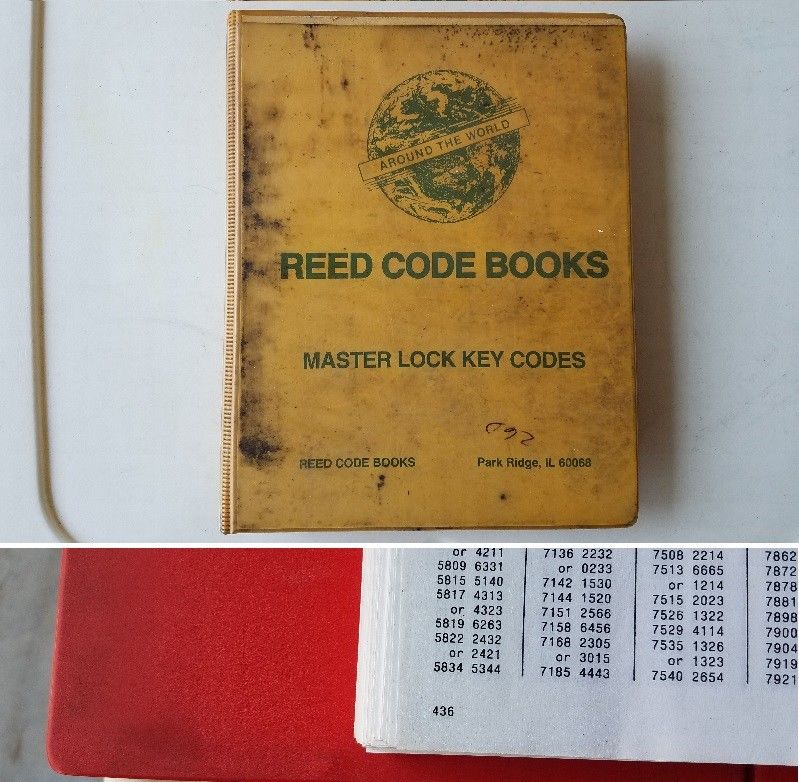 AROUND THE WORLD
REED CODE BOOKS
MASTER LOCK KEY CODES
REED CODE BOOKS
Park Ridge, IL 60068
or 4211
5809 6331
5815 5140
5817 4313
or 4323
5819 6263
5822 2432
or 2421
5834 5344
7136 2232
or 0233
7142 1530
7144 1520
7151 2566
7158 6456
7168 2305
or 3015
7185 4443
7508 2214
7513 6665
or 1214
7515 2023
7526 1322
7529 4114
7535 1326
or 1323
7540 2654
7862
7872
7878
7881
7898
7900
7904
7919
7921
436